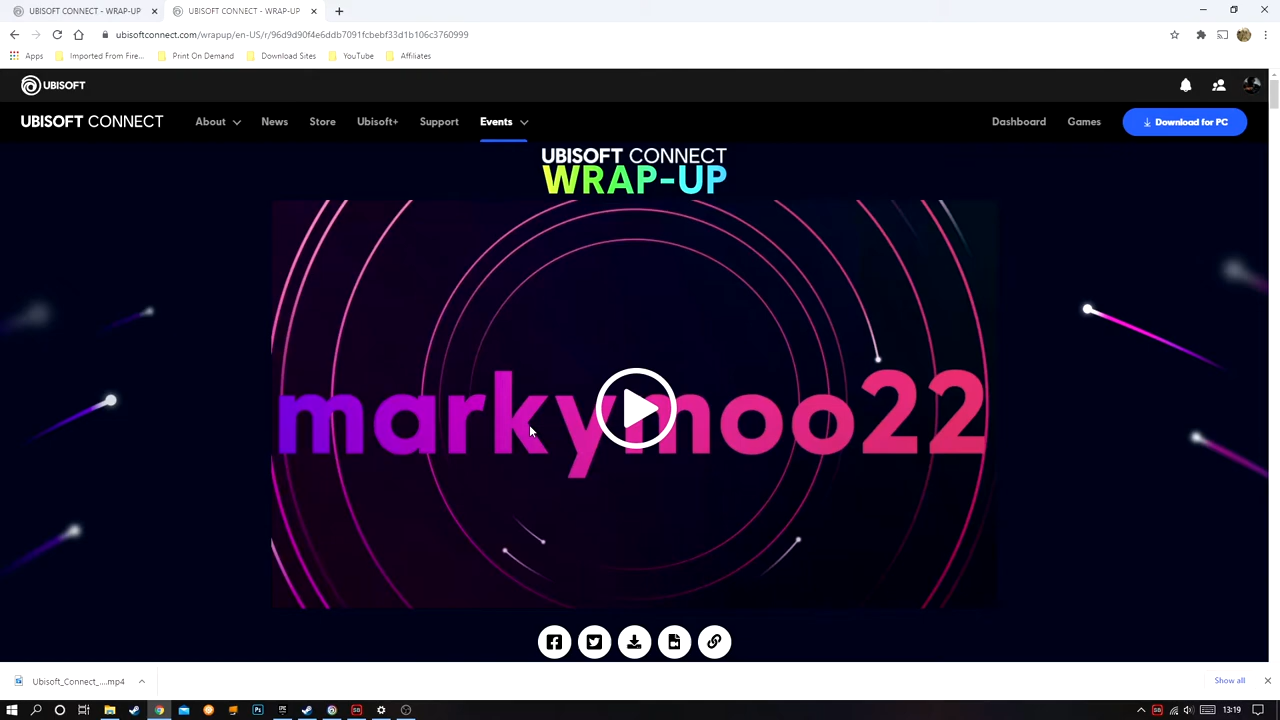 UBISOFT CONNECT - WRAP-UP
UBISOFT CONNECT - WRAP-UP
ubisoftconnect.com/wrapup/en-US/r/96d9d90f4e6ddb7091fcbebf33d1b106c3760999
Apps Imported From Fire... Print On Demand Download Sites YouTube Affiliates
UBISOFT
UBISOFT CONNECT About News Store Ubisoft+ Support Events Dashboard Games Download for PC
UBISOFT CONNECT
WRAP-UP
markymoo22
Ubisoft_Connect_....mp4 Show all
13:19